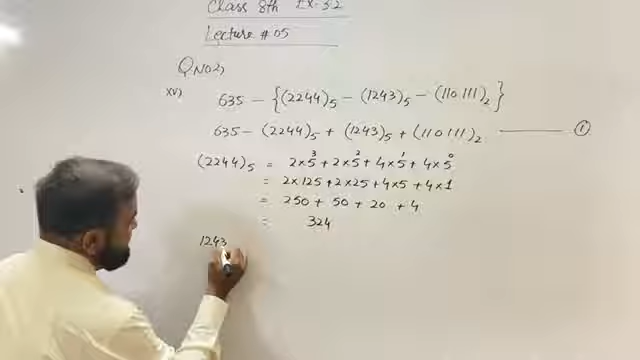 Class 8th Ex-3.2
Lecture # 05
Q.NO2)
xv) 635 - {(2244)₅ - (1243)₅ - (110111)₂}
635 - (2244)₅ + (1243)₅ + (110111)₂ ——— ①
(2244)₅ = 2×5³ + 2×5² + 4×5¹ + 4×5⁰
= 2×125 + 2×25 + 4×5 + 4×1
= 250 + 50 + 20 + 4
= 324
1243